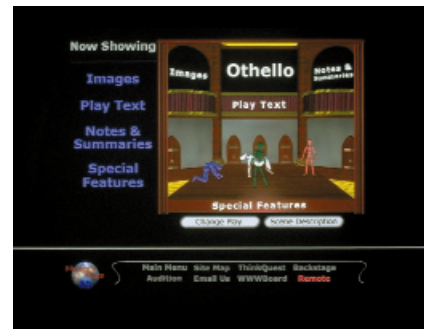 Now Showing
Images
Play Text
Notes &
Summaries
Special
Features
Images
Othello
Notes &
Summaries
Play Text
Special Features
Change Play
Scene Description
Main Menu Site Map ThinkQuest Backstage
Audition Email Us WWWBoard Remote